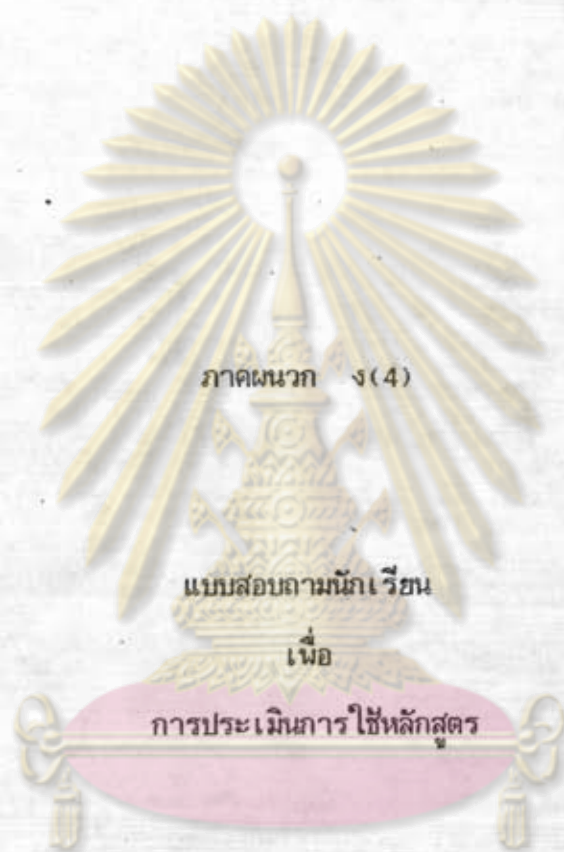 ภาคผนวก ง(4)
แบบสอบถามนักเรียน
เพื่อ
การประเมินการใช้หลักสูตร